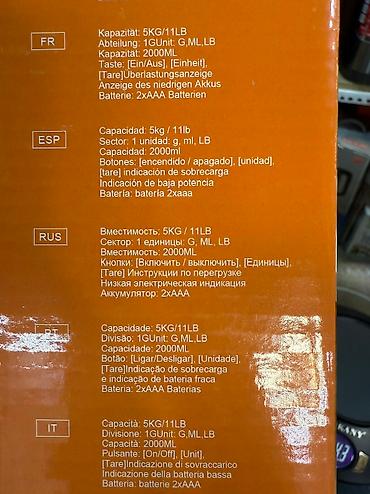 FR
Kapazität: 5KG/11LB
Abteilung: 1GUnit: G,ML,LB
Kapazität: 2000ML
Taste: [Ein/Aus], [Einheit],
[Tare]Überlastungsanzeige
Anzeige des niedrigen Akkus
Batterie: 2xAAA Batterien
ESP
Capacidad: 5kg / 11lb
Sector: 1 unidad: g, ml, LB
Capacidad: 2000ml
Botones: [encendido / apagado], [unidad],
[tare] indicación de sobrecarga
Indicación de baja potencia
Batería: batería 2xaaa
RUS
Вместимость: 5KG / 11LB
Сектор: 1 единицы: G, ML, LB
Вместимость: 2000ML
Кнопки: [Включить / выключить], [Единицы],
[Tare] Инструкции по перегрузке
Низкая электрическая индикация
Аккумулятор: 2xAAA
PT
Capacidade: 5KG/11LB
Divisão: 1GUnit: G,ML,LB
Capacidade: 2000ML
Botão: [Ligar/Desligar], [Unidade],
[Tare]Indicação de sobrecarga
e indicação de bateria fraca
Bateria: 2xAAA Baterias
IT
Capacità: 5KG/11LB
Divisione: 1GUnit: G,ML,LB
Capacità: 2000ML
Pulsante: [On/Off], [Unit],
[Tare]Indicazione di sovraccarico
Indicazione della batteria bassa
Batteria: batterie 2xAAA